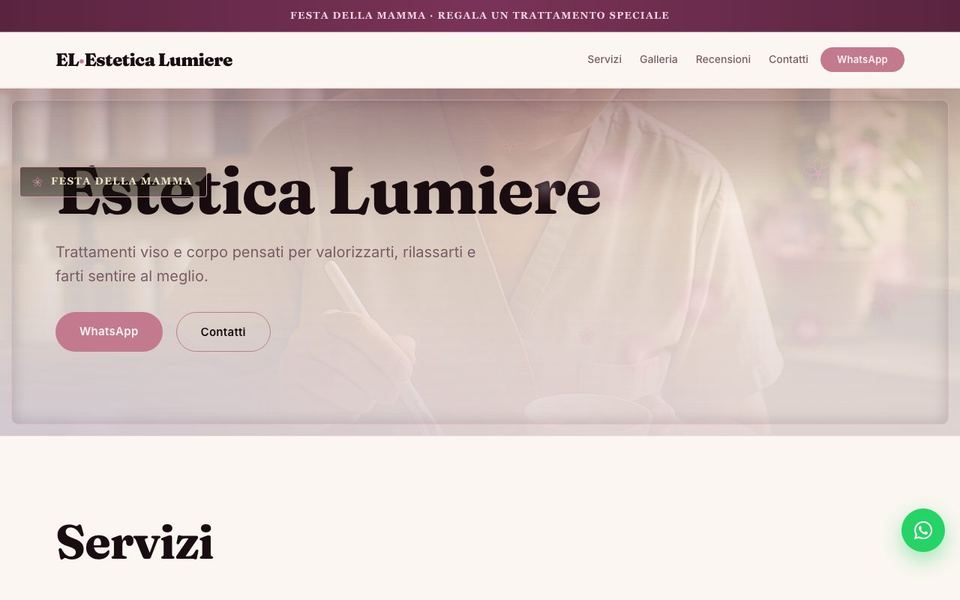 FESTA DELLA MAMMA · REGALA UN TRATTAMENTO SPECIALE
EL·Estetica Lumiere
Servizi Galleria Recensioni Contatti WhatsApp
FESTA DELLA MAMMA
Estetica Lumiere
Trattamenti viso e corpo pensati per valorizzarti, rilassarti e
farti sentire al meglio.
WhatsApp Contatti
Servizi